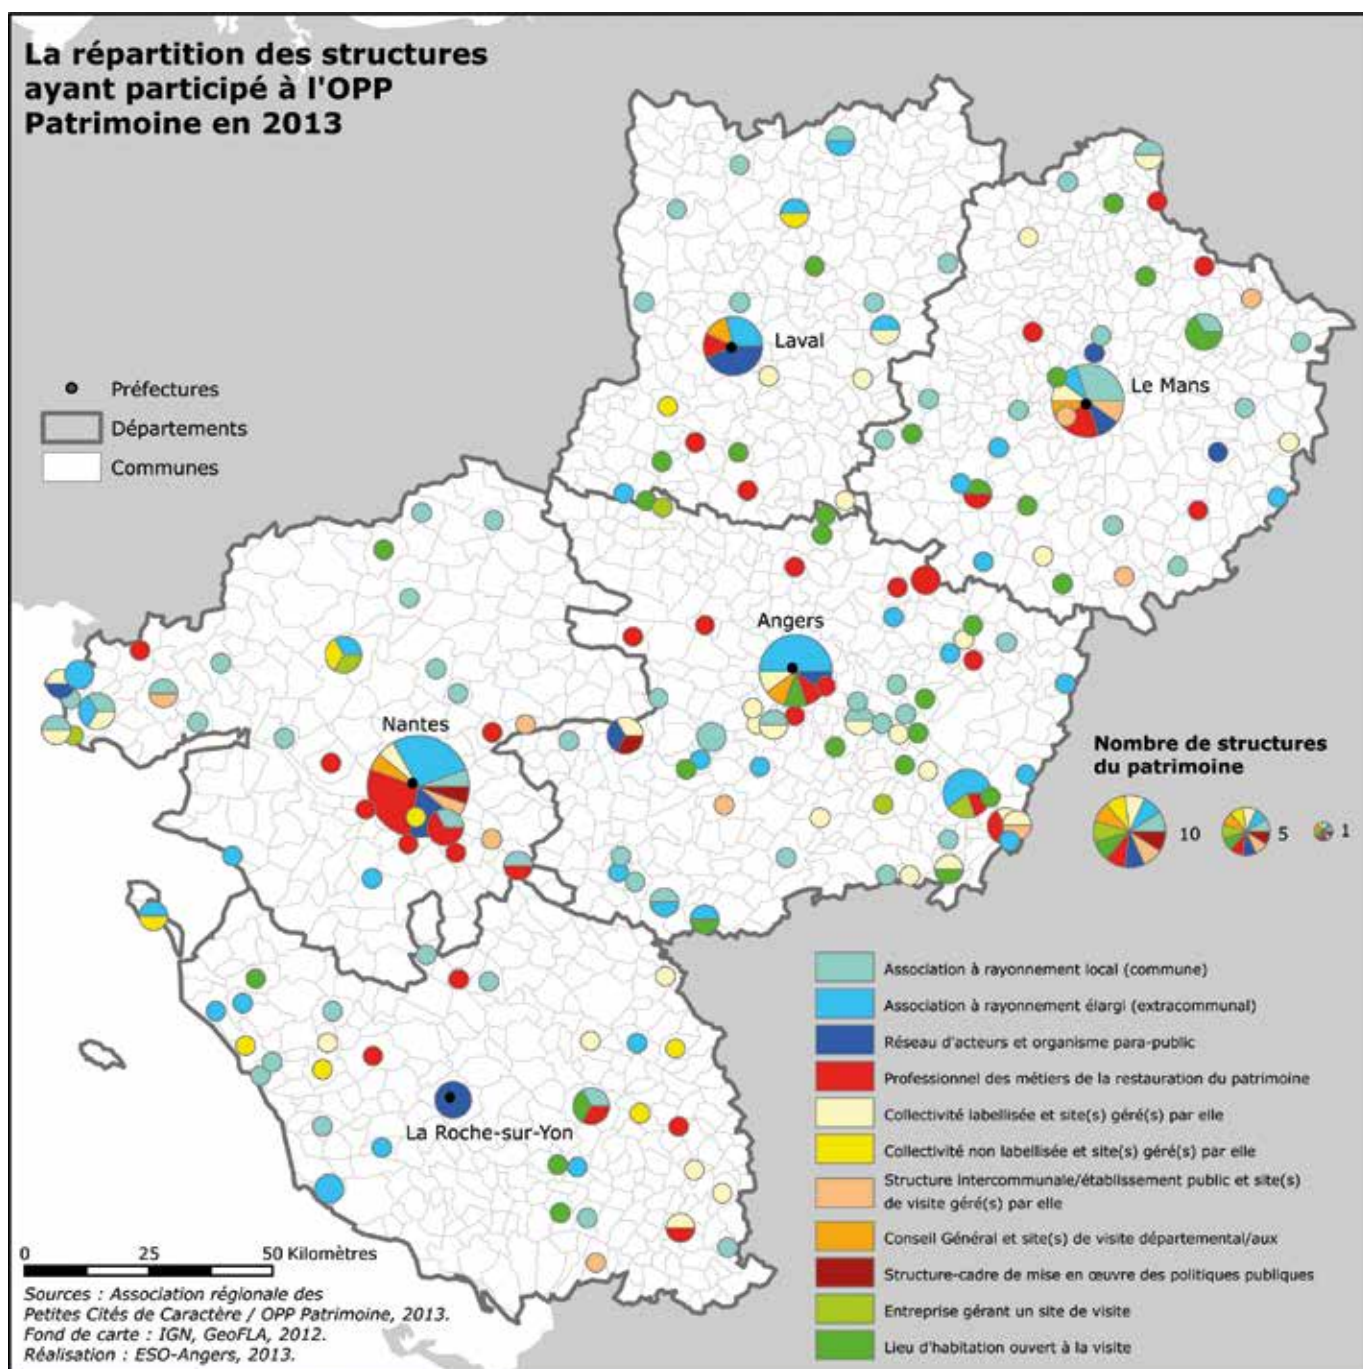 La répartition des structures
ayant participé à l'OPP
Patrimoine en 2013
Préfectures
Départements
Communes
Laval
Le Mans
Angers
Nantes
La Roche-sur-Yon
Nombre de structures
du patrimoine
10
5
1
Association à rayonnement local (commune)
Association à rayonnement élargi (extracommunal)
Réseau d'acteurs et organisme para-public
Professionnel des métiers de la restauration du patrimoine
Collectivité labellisée et site(s) géré(s) par elle
Collectivité non labellisée et site(s) géré(s) par elle
Structure intercommunale/établissement public et site(s)
de visite géré(s) par elle
Conseil Général et site(s) de visite départemental/aux
Structure-cadre de mise en œuvre des politiques publiques
Entreprise gérant un site de visite
Lieu d'habitation ouvert à la visite
0 25 50 Kilomètres
Sources : Association régionale des
Petites Cités de Caractère / OPP Patrimoine, 2013.
Fond de carte : IGN, GeoFLA, 2012.
Réalisation : ESO-Angers, 2013.